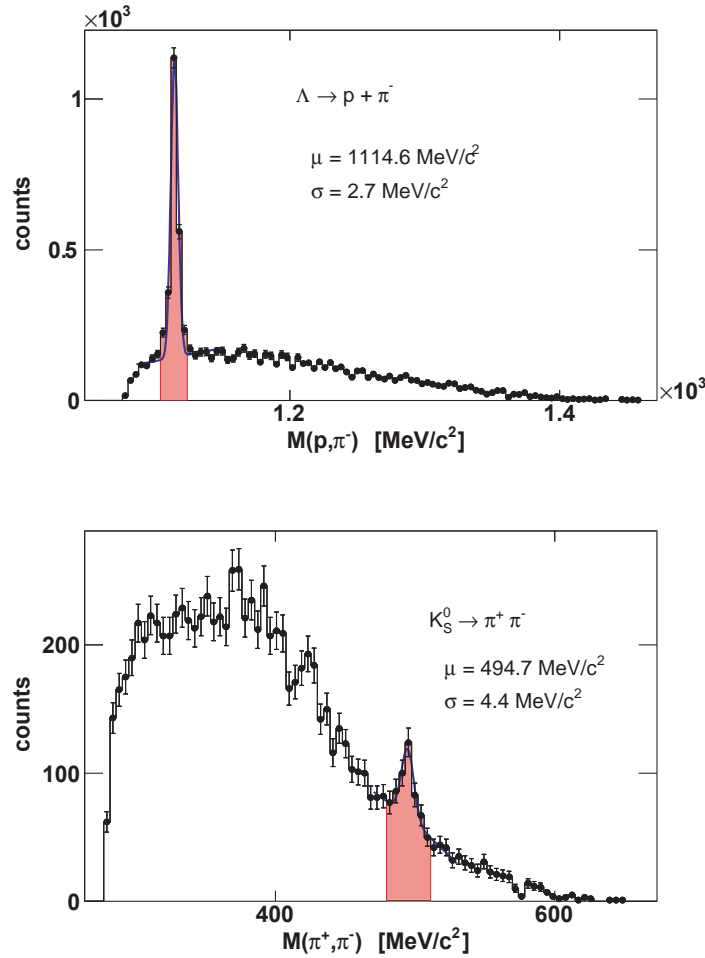 ×10³
Λ → p + π⁻
μ = 1114.6 MeV/c²
σ = 2.7 MeV/c²
counts
1
0.5
0
1.2
1.4
×10³
M(p,π⁻) [MeV/c²]
K⁰S → π⁺ π⁻
μ = 494.7 MeV/c²
σ = 4.4 MeV/c²
counts
200
100
0
400
600
M(π⁺,π⁻) [MeV/c²]